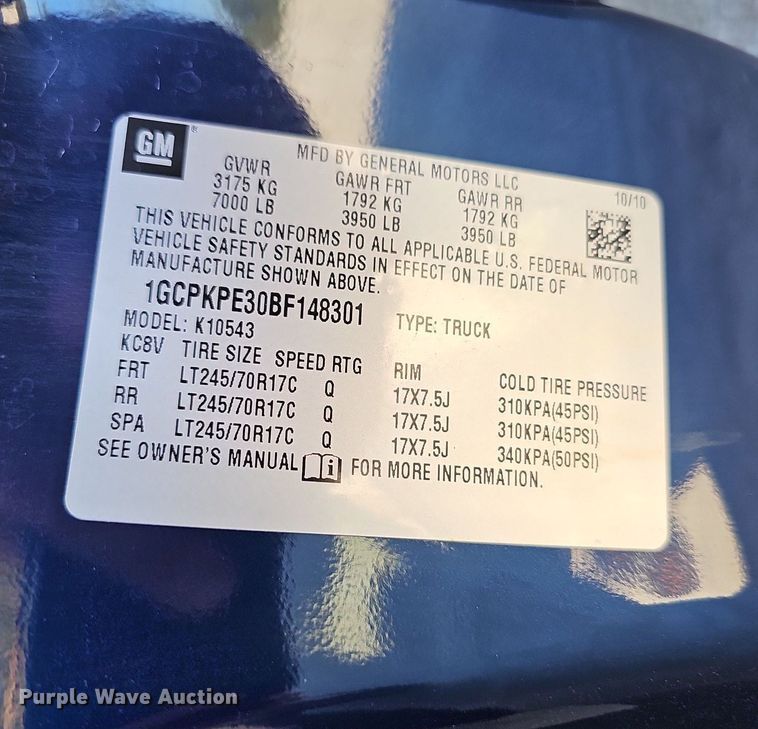 GM ®
MFD BY GENERAL MOTORS LLC 10/10
GVWR GAWR FRT GAWR RR
3175 KG 1792 KG 1792 KG
7000 LB 3950 LB 3950 LB
THIS VEHICLE CONFORMS TO ALL APPLICABLE U.S. FEDERAL MOTOR
VEHICLE SAFETY STANDARDS IN EFFECT ON THE DATE OF
MANUFACTURE SHOWN ABOVE.
1GCPKPE30BF148301 TYPE: TRUCK
MODEL: K10543
KC8V TIRE SIZE SPEED RTG RIM COLD TIRE PRESSURE
FRT LT245/70R17C Q 17X7.5J 310KPA(45PSI)
RR LT245/70R17C Q 17X7.5J 310KPA(45PSI)
SPA LT245/70R17C Q 17X7.5J 340KPA(50PSI)
SEE OWNER'S MANUAL i FOR MORE INFORMATION.
Purple Wave Auction